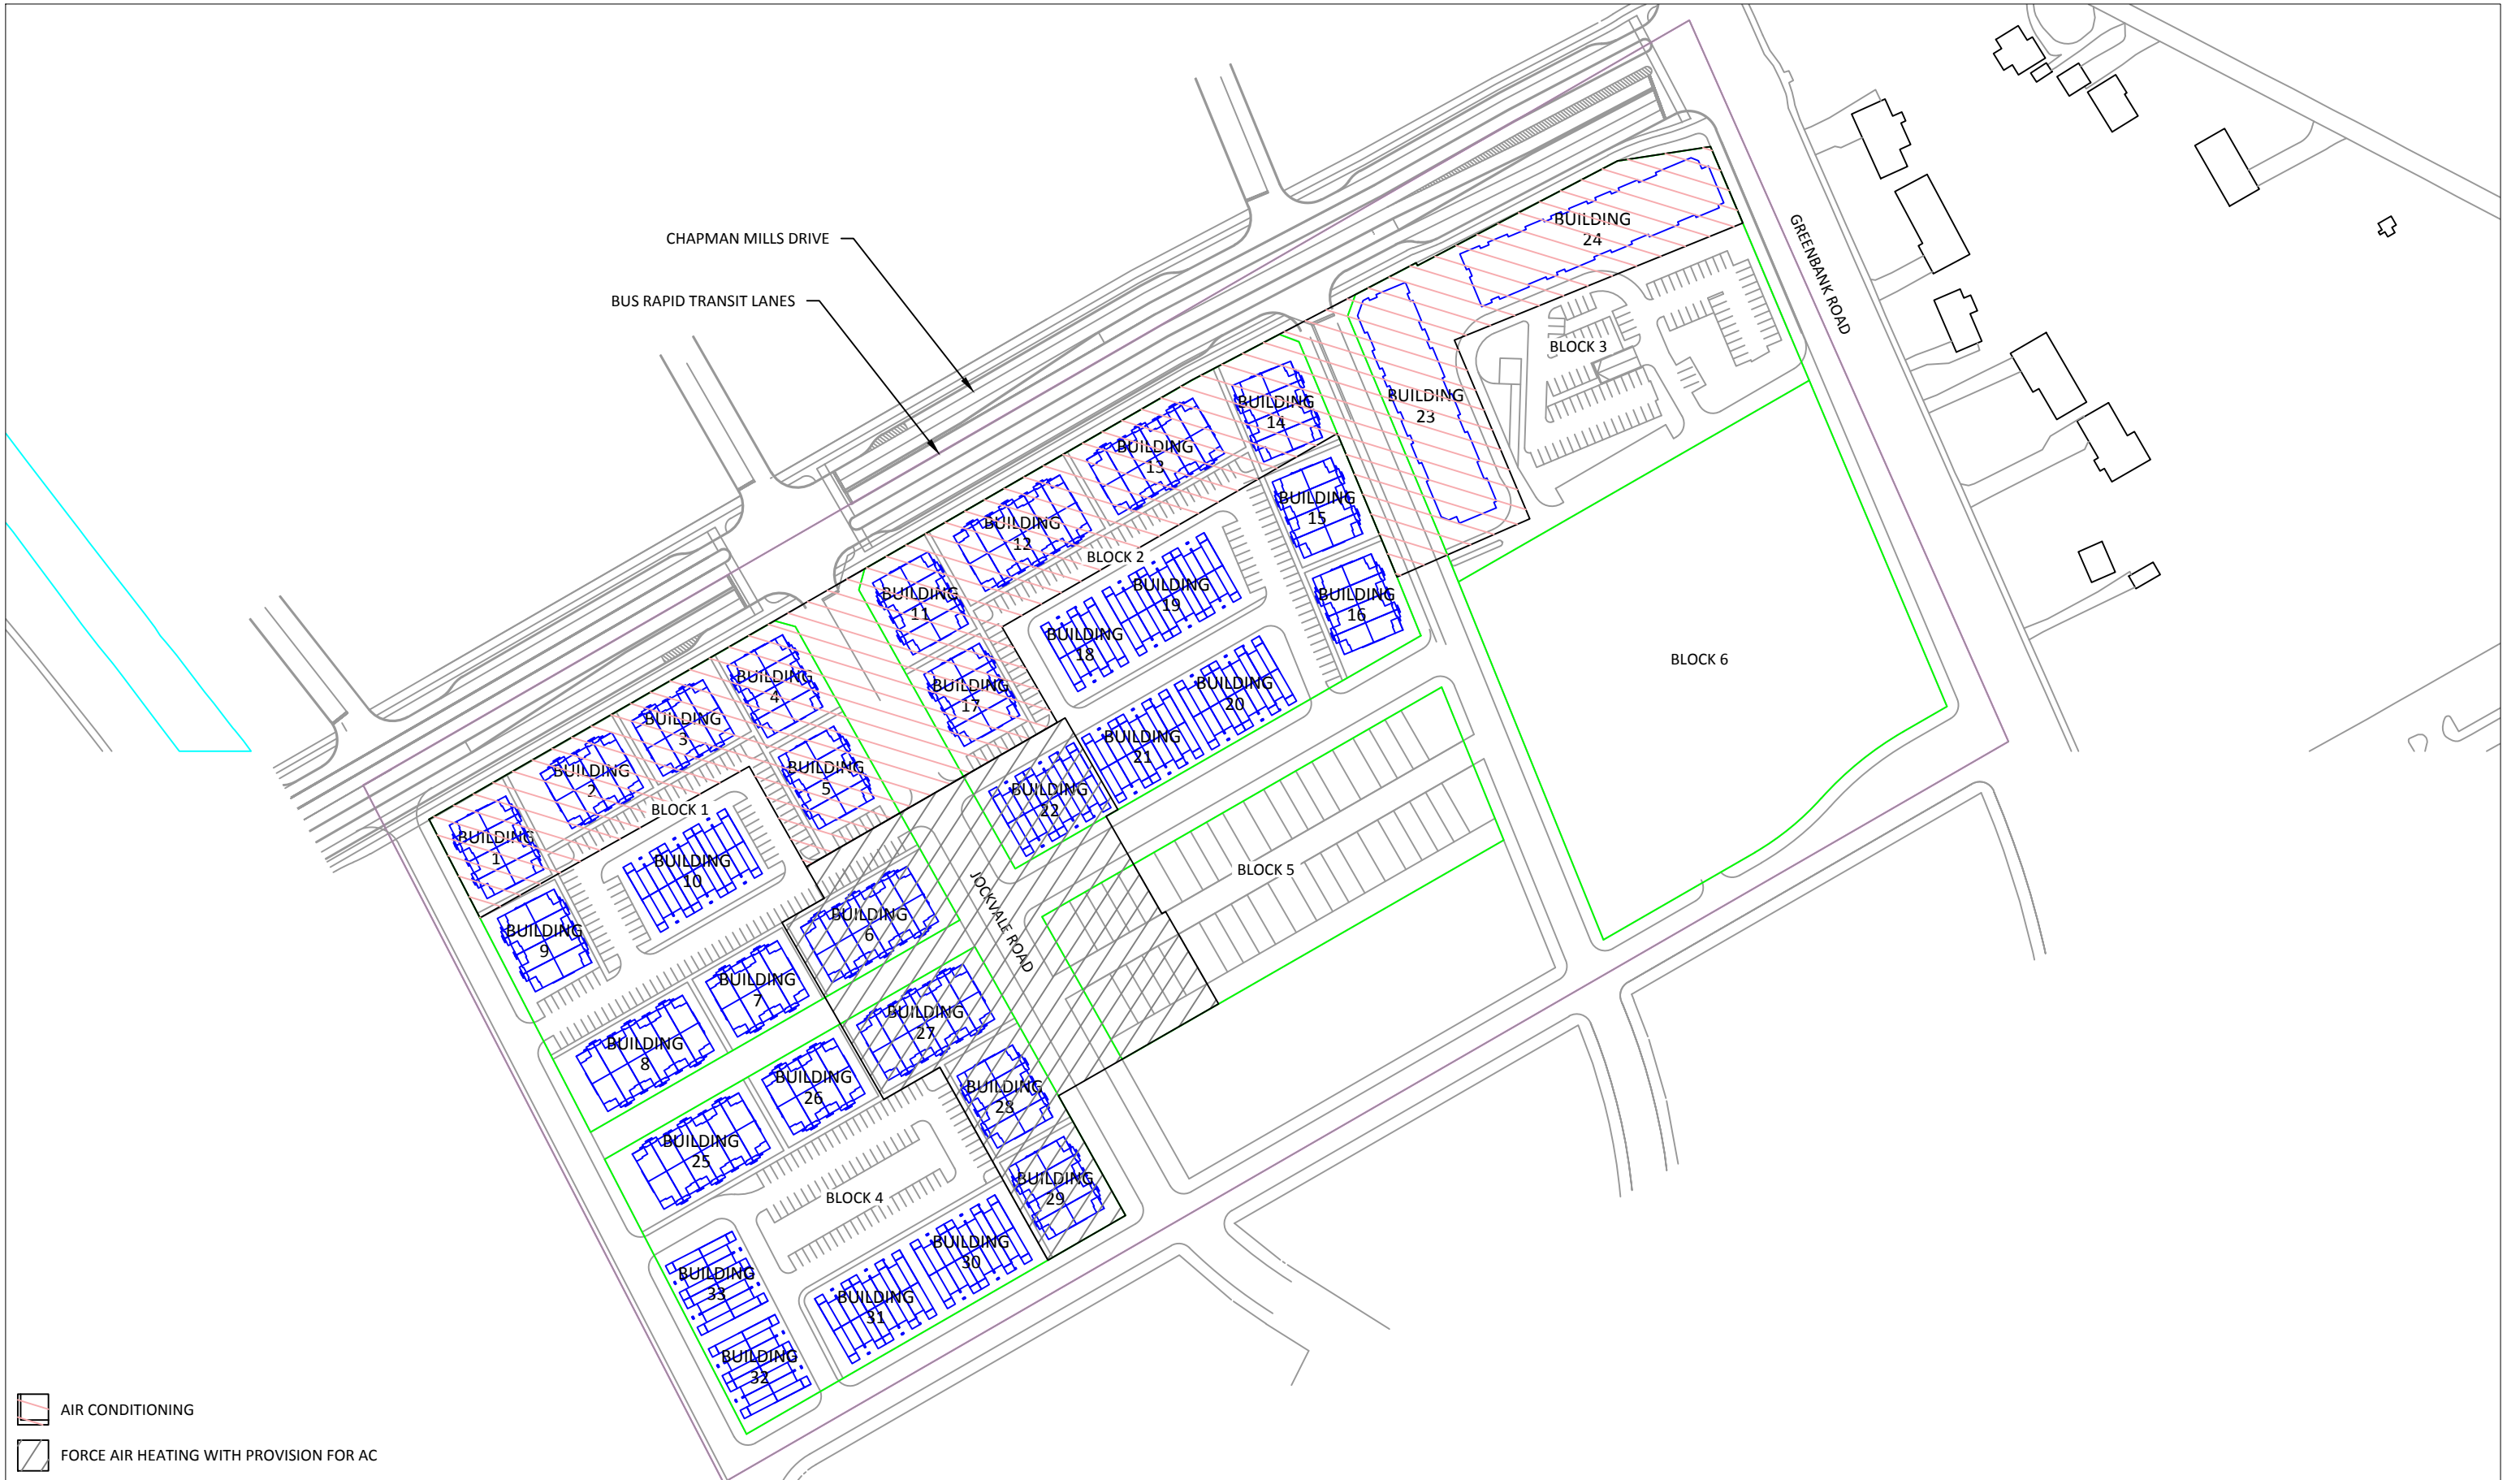 CHAPMAN MILLS DRIVE
BUS RAPID TRANSIT LANES
GREENBANK ROAD
BUILDING
24
BLOCK 3
BUILDING
23
BUILDING
14
BUILDING
13
BUILDING
15
BUILDING
12
BLOCK 2
BUILDING
11
BUILDING
19
BUILDING
16
BUILDING
18
BLOCK 6
BUILDING
17
BUILDING
20
BUILDING
4
BUILDING
3
BUILDING
21
BUILDING
5
BUILDING
2
BUILDING
22
BLOCK 1
BUILDING
1
BUILDING
10
BLOCK 5
JOCKVALE ROAD
BUILDING
6
BUILDING
9
BUILDING
7
BUILDING
27
BUILDING
8
BUILDING
26
BUILDING
28
BUILDING
25
BUILDING
29
BLOCK 4
BUILDING
30
BUILDING
33
BUILDING
31
BUILDING
32
AIR CONDITIONING
FORCE AIR HEATING WITH PROVISION FOR AC